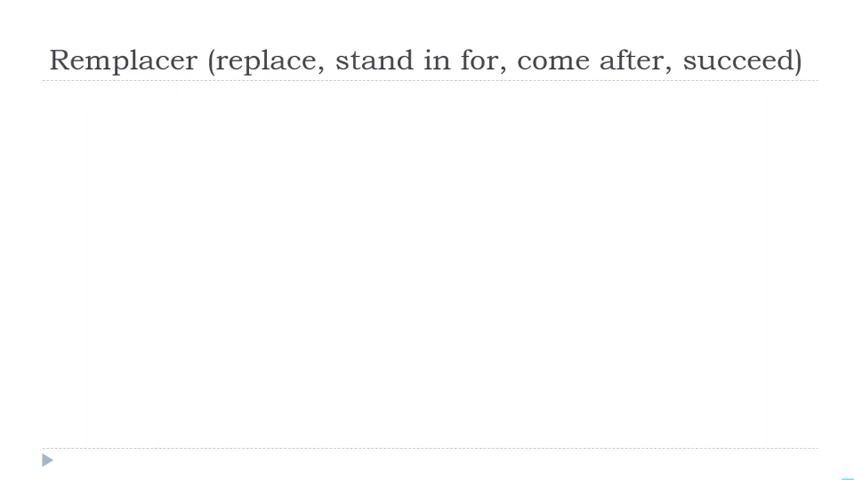 Remplacer (replace, stand in for, come after, succeed)